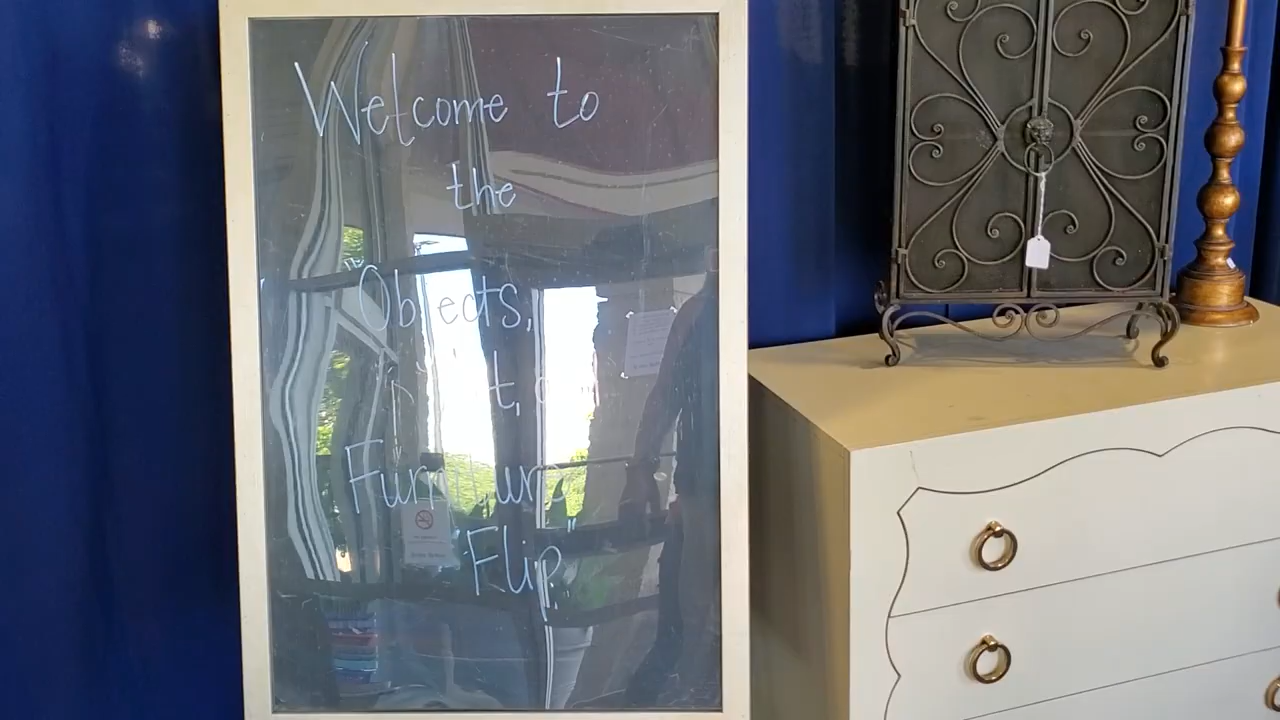 Welcome to
the
"Objects,
Furniture
"Flip"